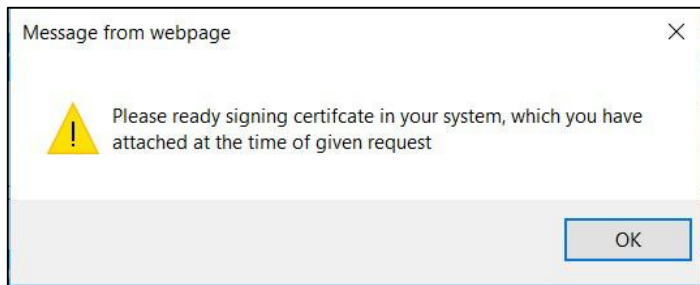 Message from webpage
Please ready signing certifcate in your system, which you have
attached at the time of given request
OK